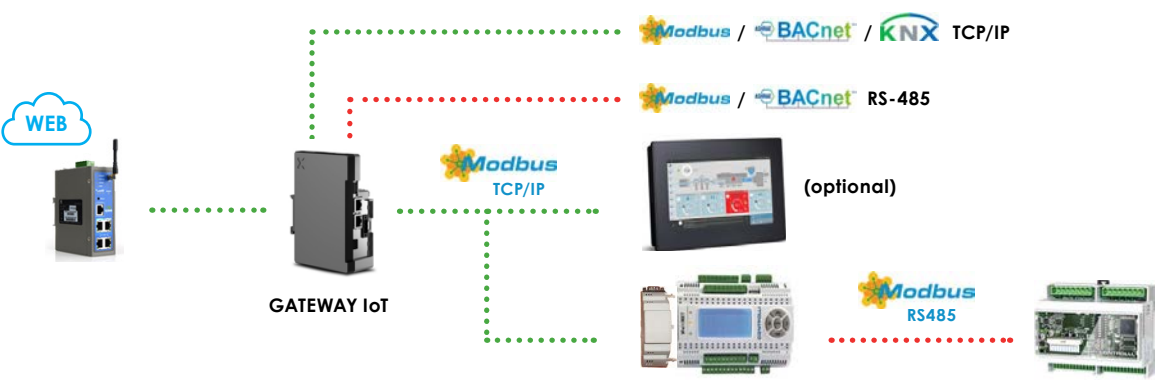 Modbus / BACnet / KNX TCP/IP
Modbus / BACnet RS-485
WEB
Modbus
TCP/IP
(optional)
GATEWAY IoT
Modbus
RS485